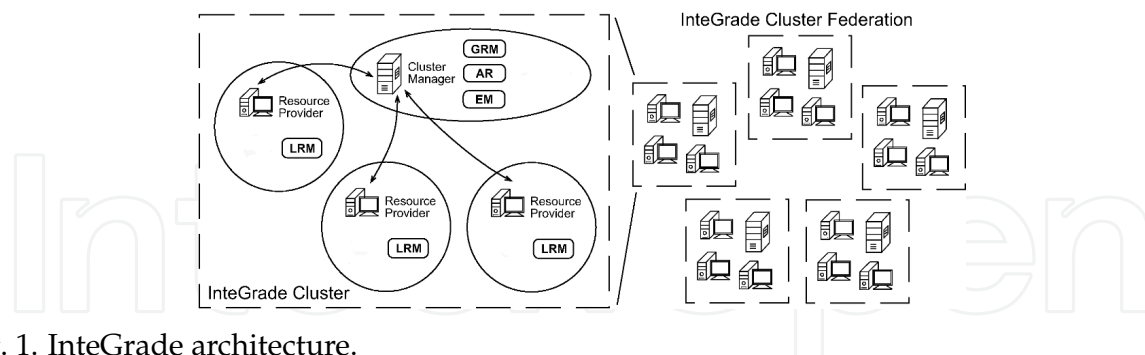 InteGrade Cluster Federation
GRM
Cluster
Manager
AR
EM
Resource
Provider
LRM
Resource
Provider
LRM
Resource
Provider
LRM
InteGrade Cluster
. 1. InteGrade architecture.